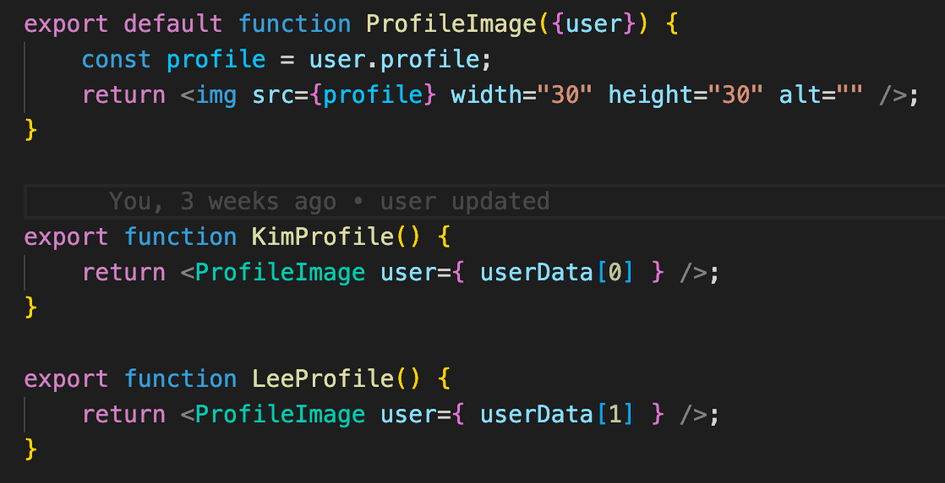 export default function ProfileImage({user}) {
    const profile = user.profile;
    return <img src={profile} width="30" height="30" alt="" />;
}
You, 3 weeks ago • user updated
export function KimProfile() {
    return <ProfileImage user={ userData[0] } />;
}
export function LeeProfile() {
    return <ProfileImage user={ userData[1] } />;
}